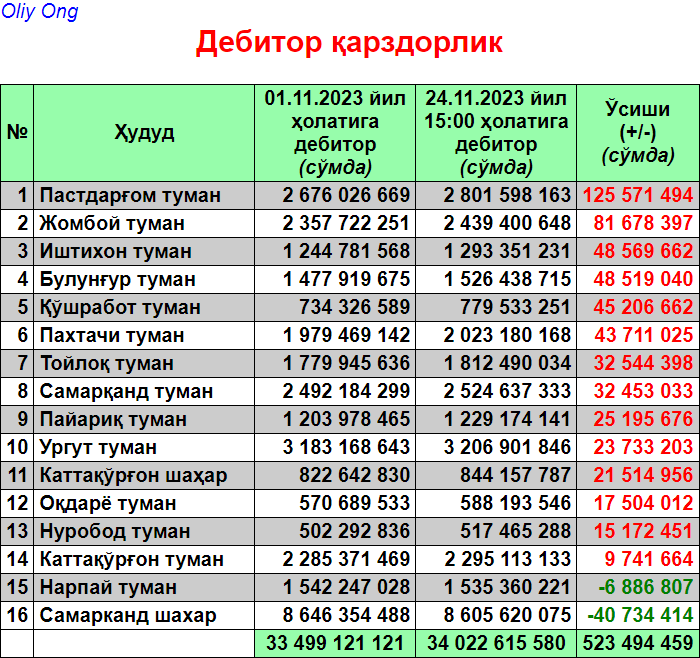 Oliy Ong
Дебитор қарздорлик
№ Ҳудуд 01.11.2023 йил ҳолатига дебитор (сўмда) 24.11.2023 йил 15:00 ҳолатига дебитор (сўмда) Ўсиши (+/-) (сўмда)
1 Пастдарғом туман 2 676 026 669 2 801 598 163 125 571 494
2 Жомбой туман 2 357 722 251 2 439 400 648 81 678 397
3 Иштихон туман 1 244 781 568 1 293 351 231 48 569 662
4 Булунғур туман 1 477 919 675 1 526 438 715 48 519 040
5 Қўшработ туман 734 326 589 779 533 251 45 206 662
6 Пахтачи туман 1 979 469 142 2 023 180 168 43 711 025
7 Тойлоқ туман 1 779 945 636 1 812 490 034 32 544 398
8 Самарқанд туман 2 492 184 299 2 524 637 333 32 453 033
9 Пайариқ туман 1 203 978 465 1 229 174 141 25 195 676
10 Ургут туман 3 183 168 643 3 206 901 846 23 733 203
11 Каттақўрғон шаҳар 822 642 830 844 157 787 21 514 956
12 Оқдарё туман 570 689 533 588 193 546 17 504 012
13 Нуробод туман 502 292 836 517 465 288 15 172 451
14 Каттақўрғон туман 2 285 371 469 2 295 113 133 9 741 664
15 Нарпай туман 1 542 247 028 1 535 360 221 -6 886 807
16 Самарканд шахар 8 646 354 488 8 605 620 075 -40 734 414
33 499 121 121 34 022 615 580 523 494 459